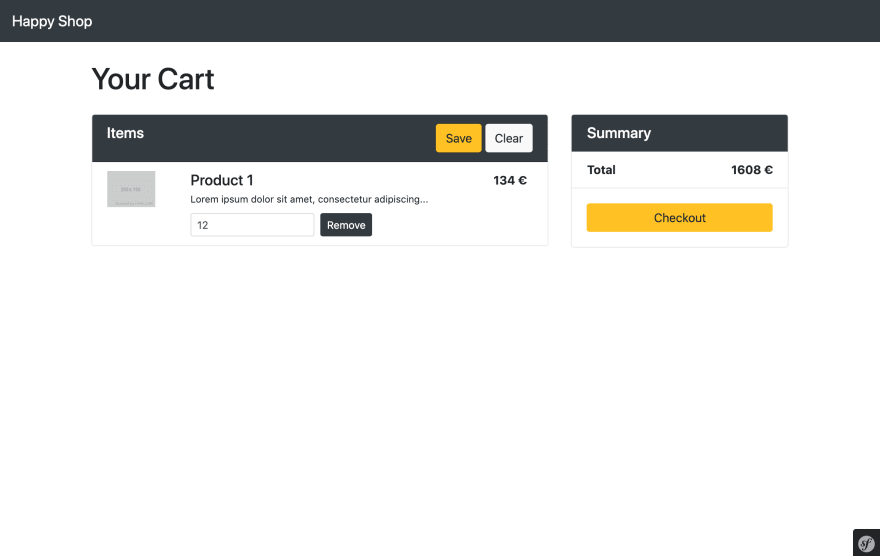 Happy Shop
Your Cart
Items
Save
Clear
Product 1
134 €
Lorem ipsum dolor sit amet, consectetur adipiscing...
12
Remove
Summary
Total
1608 €
Checkout
sf